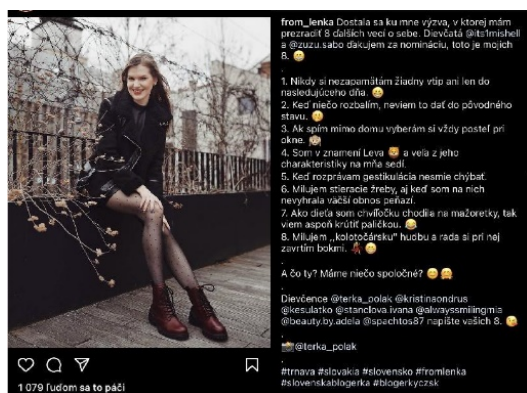 from_lenka Dostala sa ku mne výzva, v ktorej mám
prezradiť 8 ďalších vecí o sebe. Dievčatá @its1mishell
a @zuzu.sabo ďakujem za nomináciu, toto je mojich
8. 😁
.
1. Nikdy si nezapamätám žiadny vtip ani len do
nasledujúceho dňa. 😕
2. Keď niečo rozbalím, neviem to dať do pôvodného
stavu. 🤭
3. Ak spím mimo domu vyberám si vždy posteľ pri
okne. 🙈
4. Som v znamení Leva 🦁 a veľa z jeho
charakteristiky na mňa sedí.
5. Keď rozprávam gestikulácia nesmie chýbať.
6. Milujem stieracie žreby, aj keď som na nich
nevyhrala väčší obnos peňazí.
7. Ako dieťa som chvíľočku chodila na mažoretky, tak
viem aspoň krútiť paličkou. 😂
8. Milujem ,,kolotočársku" hudbu a rada si pri nej
zavrtím bokmi. 💃🤭
.
A čo ty? Máme niečo spoločné? 😊🤗
.
Dievčence @terka_polak @kristinaondrus
@kesulatko @stanclova.ivana @alwayssmilingmia
@beauty.by.adela @spachtos87 napíšte vašich 8. 😘
.
📸@terka_polak
.
#trnava #slovakia #slovensko #fromlenka
#slovenskablogerka #blogerkyczsk
1 079 ľuďom sa to páči